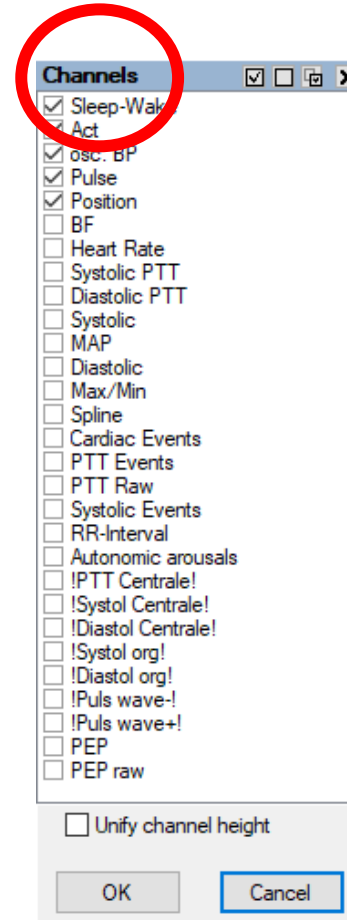 Channels
Sleep-Wake
Act
osc. BP
Pulse
Position
BF
Heart Rate
Systolic PTT
Diastolic PTT
Systolic
MAP
Diastolic
Max/Min
Spline
Cardiac Events
PTT Events
PTT Raw
Systolic Events
RR-Interval
Autonomic arousals
!PTT Centrale!
!Systol Centrale!
!Diastol Centrale!
!Systol org!
!Diastol org!
!Puls wave-!
!Puls wave+!
PEP
PEP raw
Unify channel height
OK Cancel